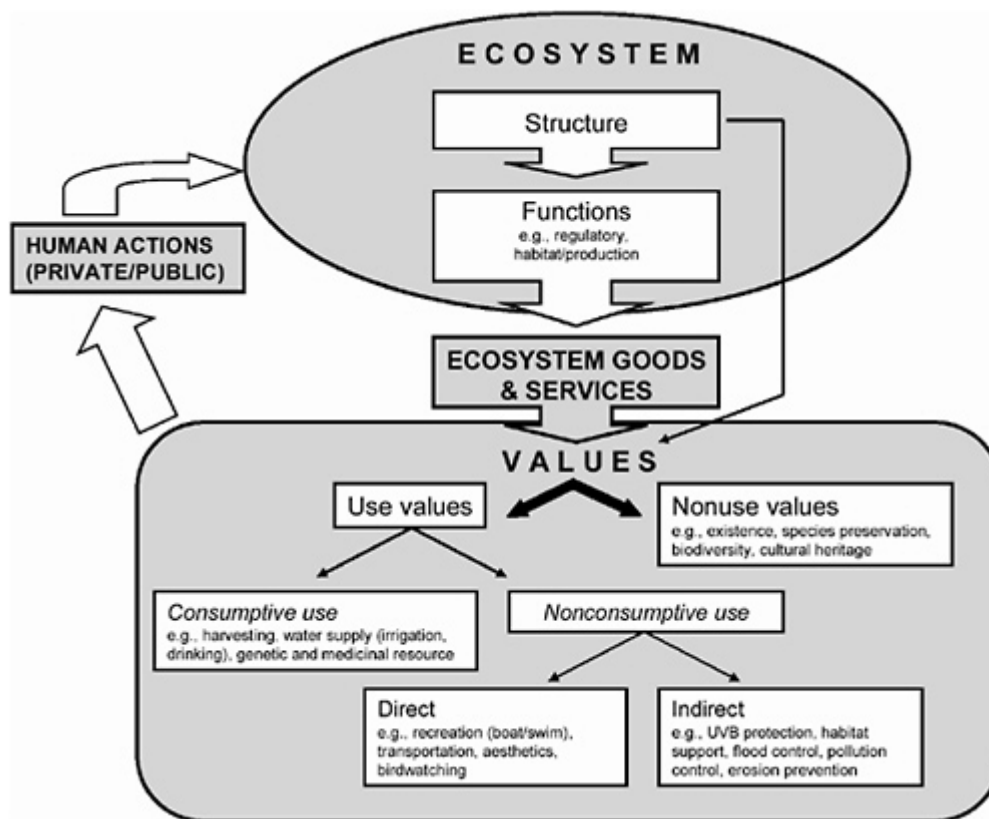 ECOSYSTEM
Structure
Functions
e.g., regulatory,
habitat/production
HUMAN ACTIONS
(PRIVATE/PUBLIC)
ECOSYSTEM GOODS
& SERVICES
VALUES
Use values
Nonuse values
e.g., existence, species preservation,
biodiversity, cultural heritage
Consumptive use
e.g., harvesting, water supply (irrigation,
drinking), genetic and medicinal resource
Nonconsumptive use
Direct
e.g., recreation (boat/swim),
transportation, aesthetics,
birdwatching
Indirect
e.g., UVB protection, habitat
support, flood control, pollution
control, erosion prevention